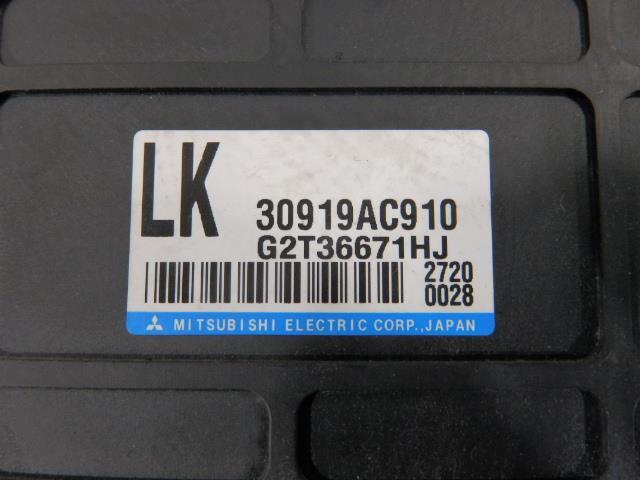 LK
30919AC910
G2T36671HJ
2720
0028
MITSUBISHI ELECTRIC CORP.,JAPAN